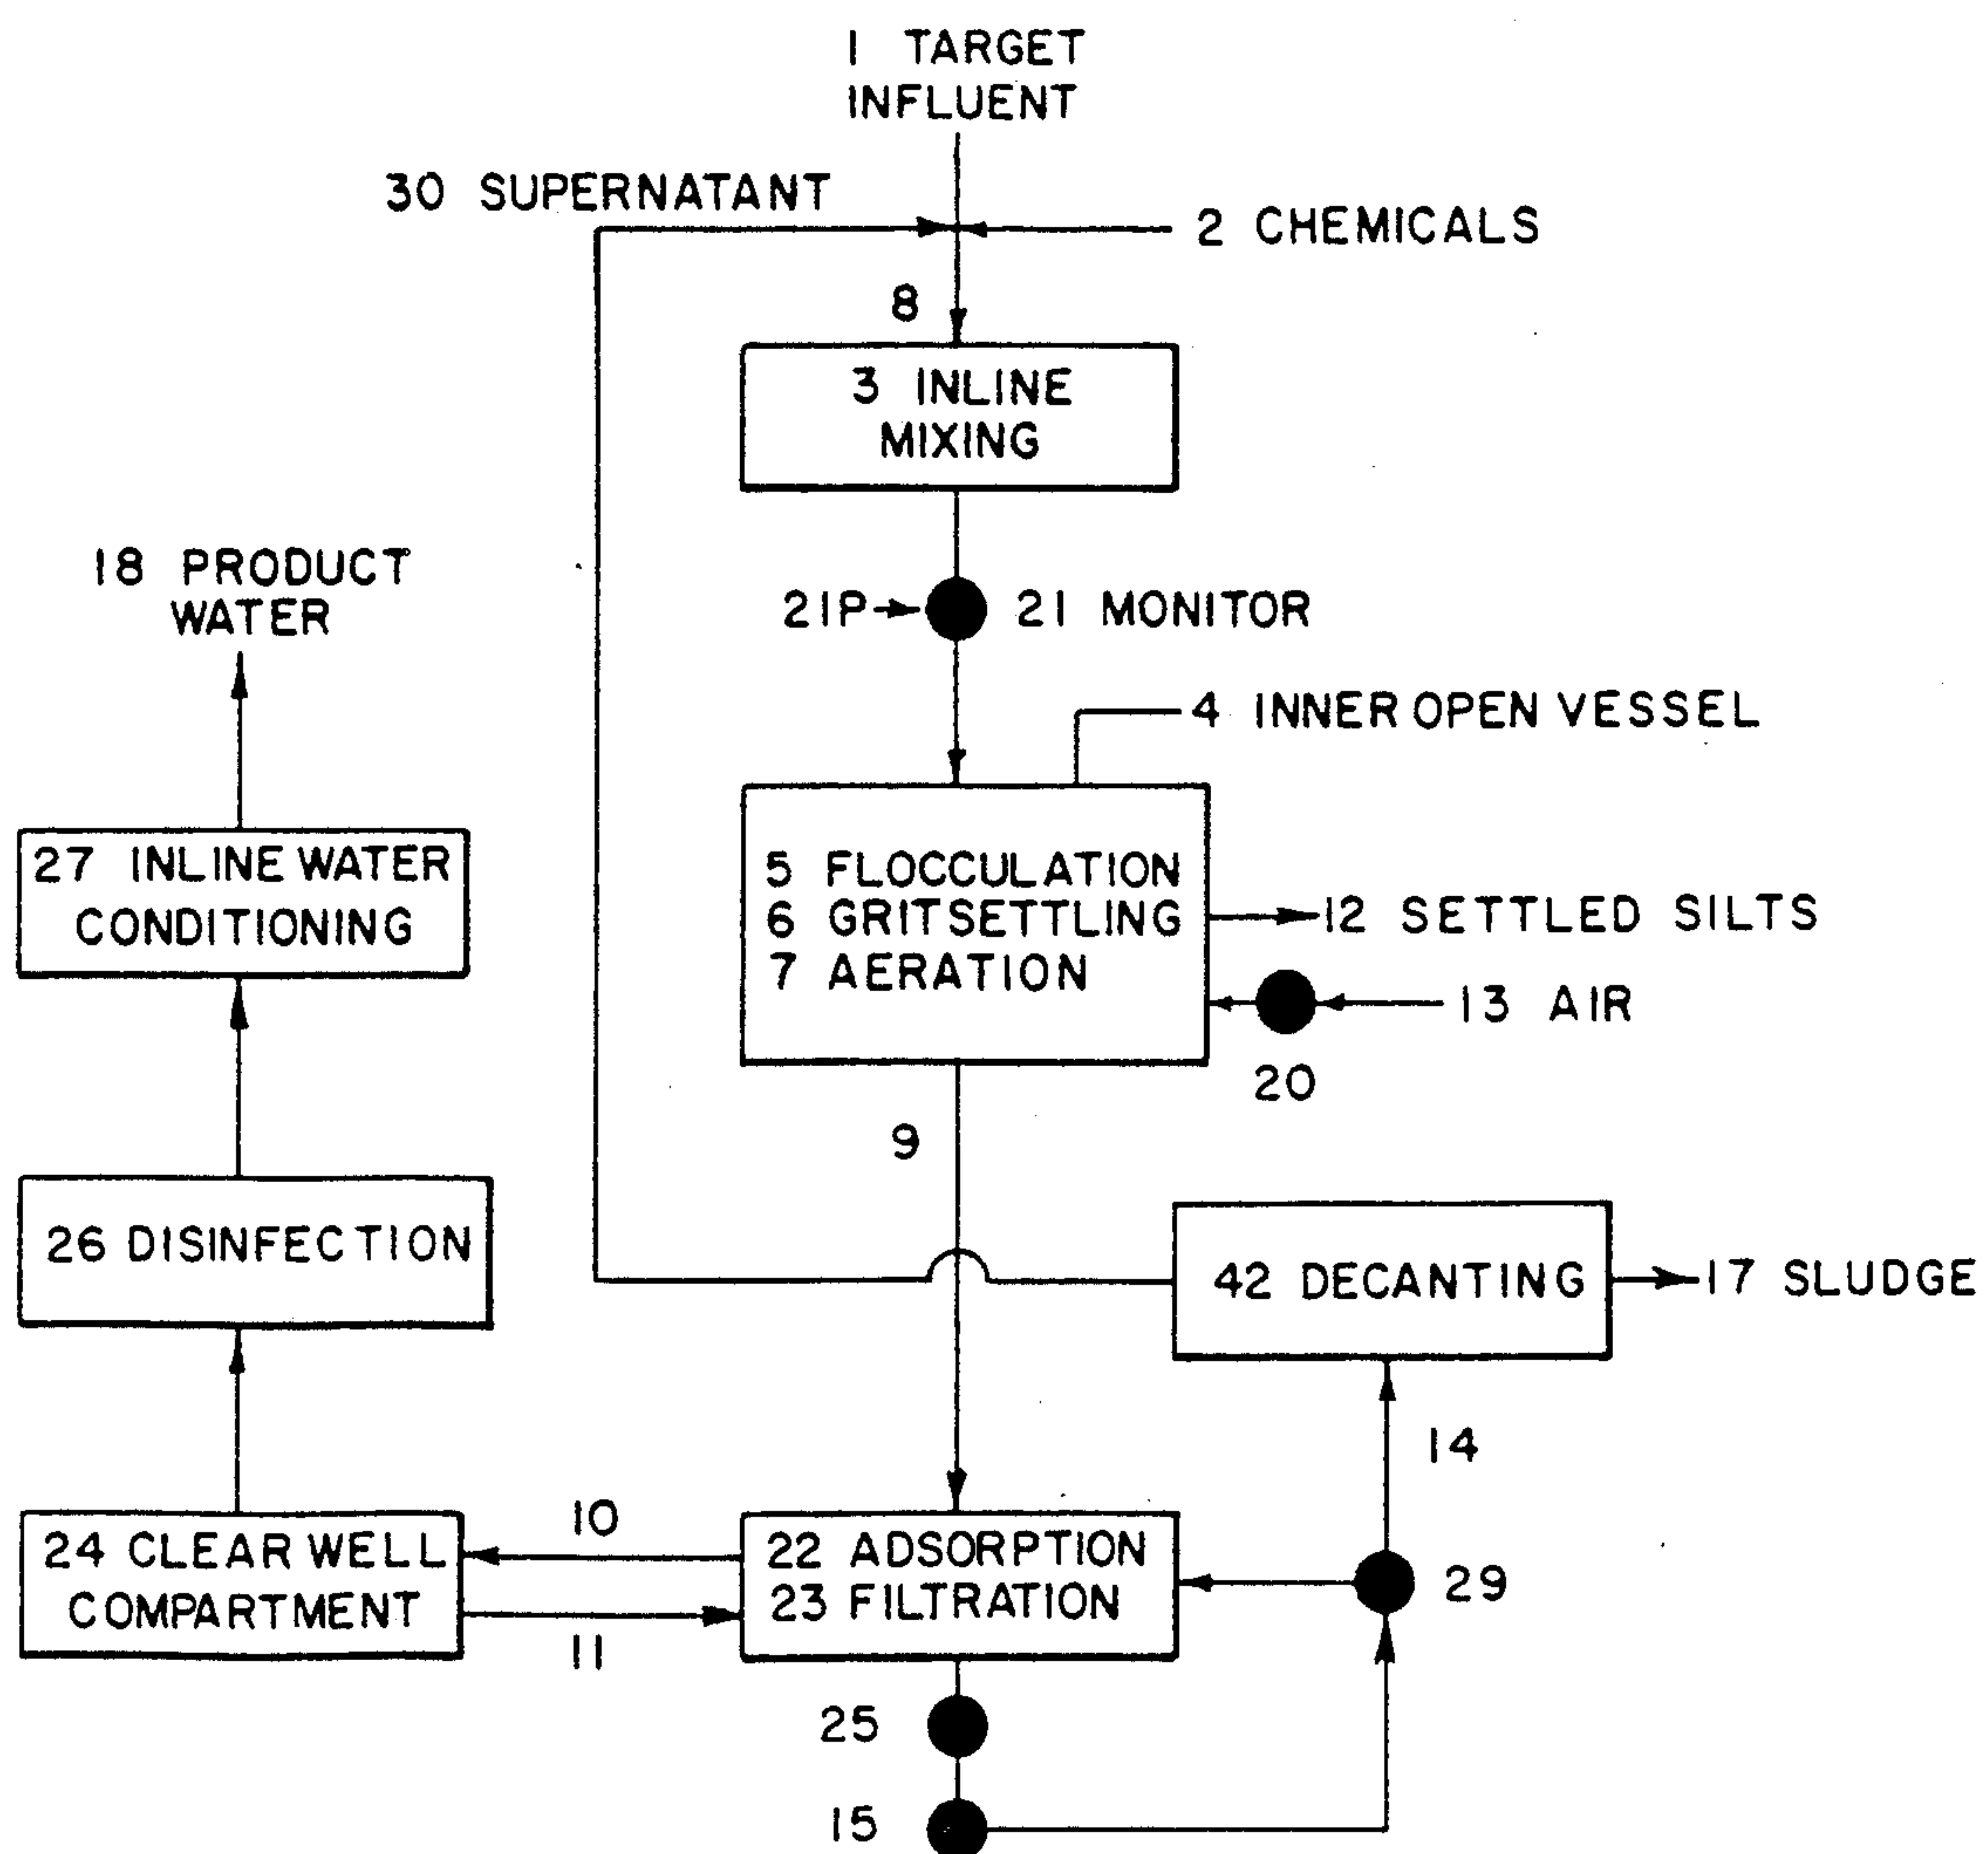 1 TARGET
INFLUENT
30 SUPERNATANT
2 CHEMICALS
8
3 INLINE
MIXING
18 PRODUCT
WATER
21P
21 MONITOR
4 INNER OPEN VESSEL
27 INLINE WATER
CONDITIONING
5 FLOCCULATION
6 GRITSETTLING
7 AERATION
12 SETTLED SILTS
13 AIR
20
9
26 DISINFECTION
42 DECANTING
17 SLUDGE
14
24 CLEAR WELL
COMPARTMENT
10
11
22 ADSORPTION
23 FILTRATION
29
25
15